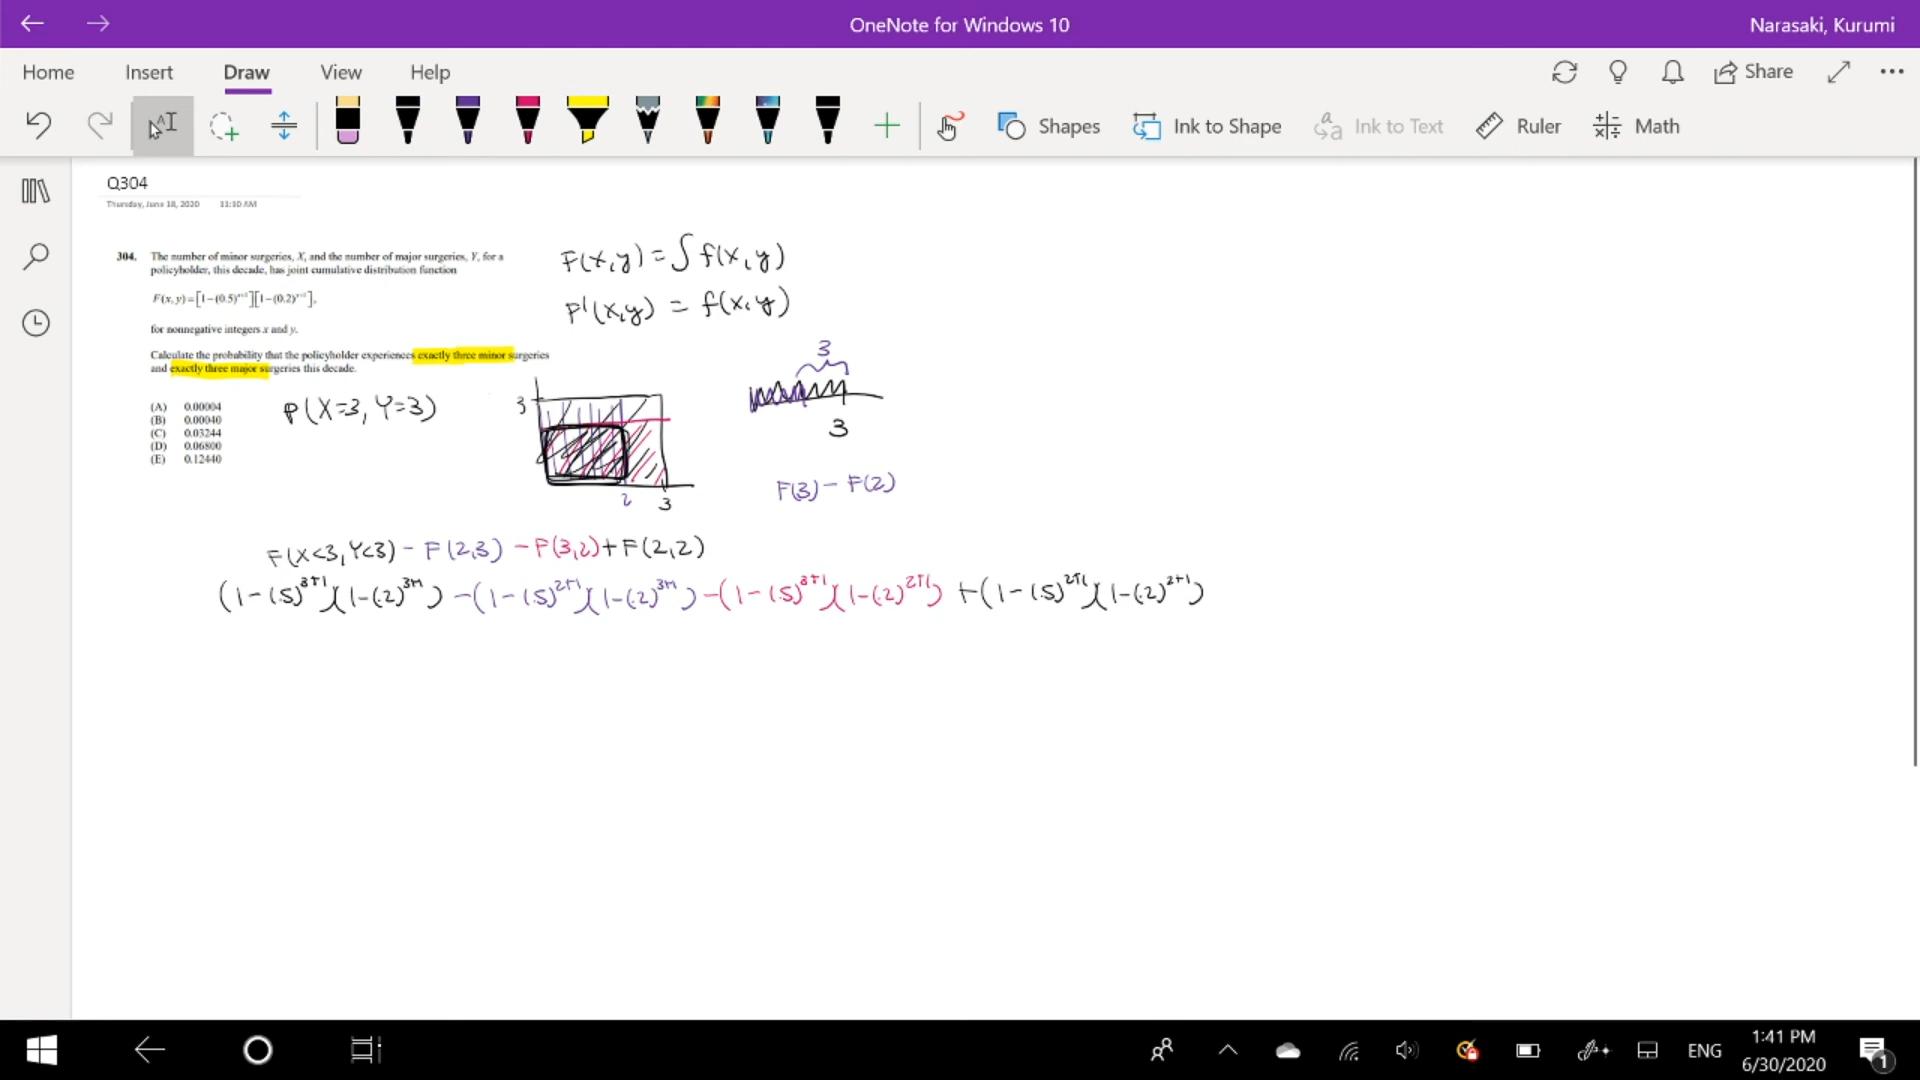 OneNote for Windows 10
Narasaki, Kurumi
Home Insert Draw View Help
Share
Shapes Ink to Shape Ink to Text Ruler Math
Q304
Thursday, June 18, 2020 11:10 AM
304. The number of minor surgeries, X, and the number of major surgeries, Y, for a
policyholder, this decade, has joint cumulative distribution function
F(x, y) = [1−(0.5)^{x+1}][1−(0.2)^{y+1}],
for nonnegative integers x and y.
Calculate the probability that the policyholder experiences exactly three minor surgeries
and exactly three major surgeries this decade.
(A) 0.00004
(B) 0.00040
(C) 0.03244
(D) 0.06800
(E) 0.12440
F(x,y) = ∫ f(x,y)
F'(x,y) = f(x,y)
P(X=3, Y=3)
3
2
3
3
3
F(3) − F(2)
F(X<3, Y<3) − F(2,3) − F(3,2) + F(2,2)
(1−(.5)^{3+1})(1−(.2)^{3+1}) −(1−(.5)^{2+1})(1−(.2)^{3+1}) −(1−(.5)^{3+1})(1−(.2)^{2+1}) +(1−(.5)^{2+1})(1−(.2)^{2+1})
ENG
1:41 PM
6/30/2020
1